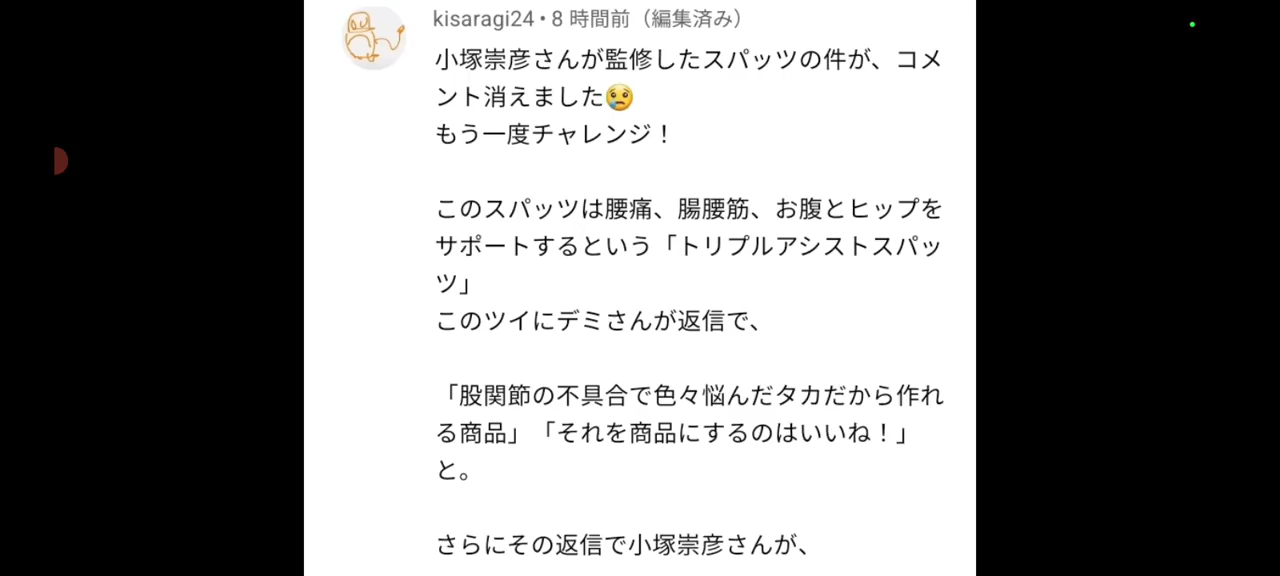 kisaragi24 • 8 時間前（編集済み）
小塚崇彦さんが監修したスパッツの件が、コメ
ント消えました😢
もう一度チャレンジ！
このスパッツは腰痛、腸腰筋、お腹とヒップを
サポートするという「トリプルアシストスパッ
ツ」
このツイにデミさんが返信で、
「股関節の不具合で色々悩んだタカだから作れ
る商品」「それを商品にするのはいいね！」
と。
さらにその返信で小塚崇彦さんが、